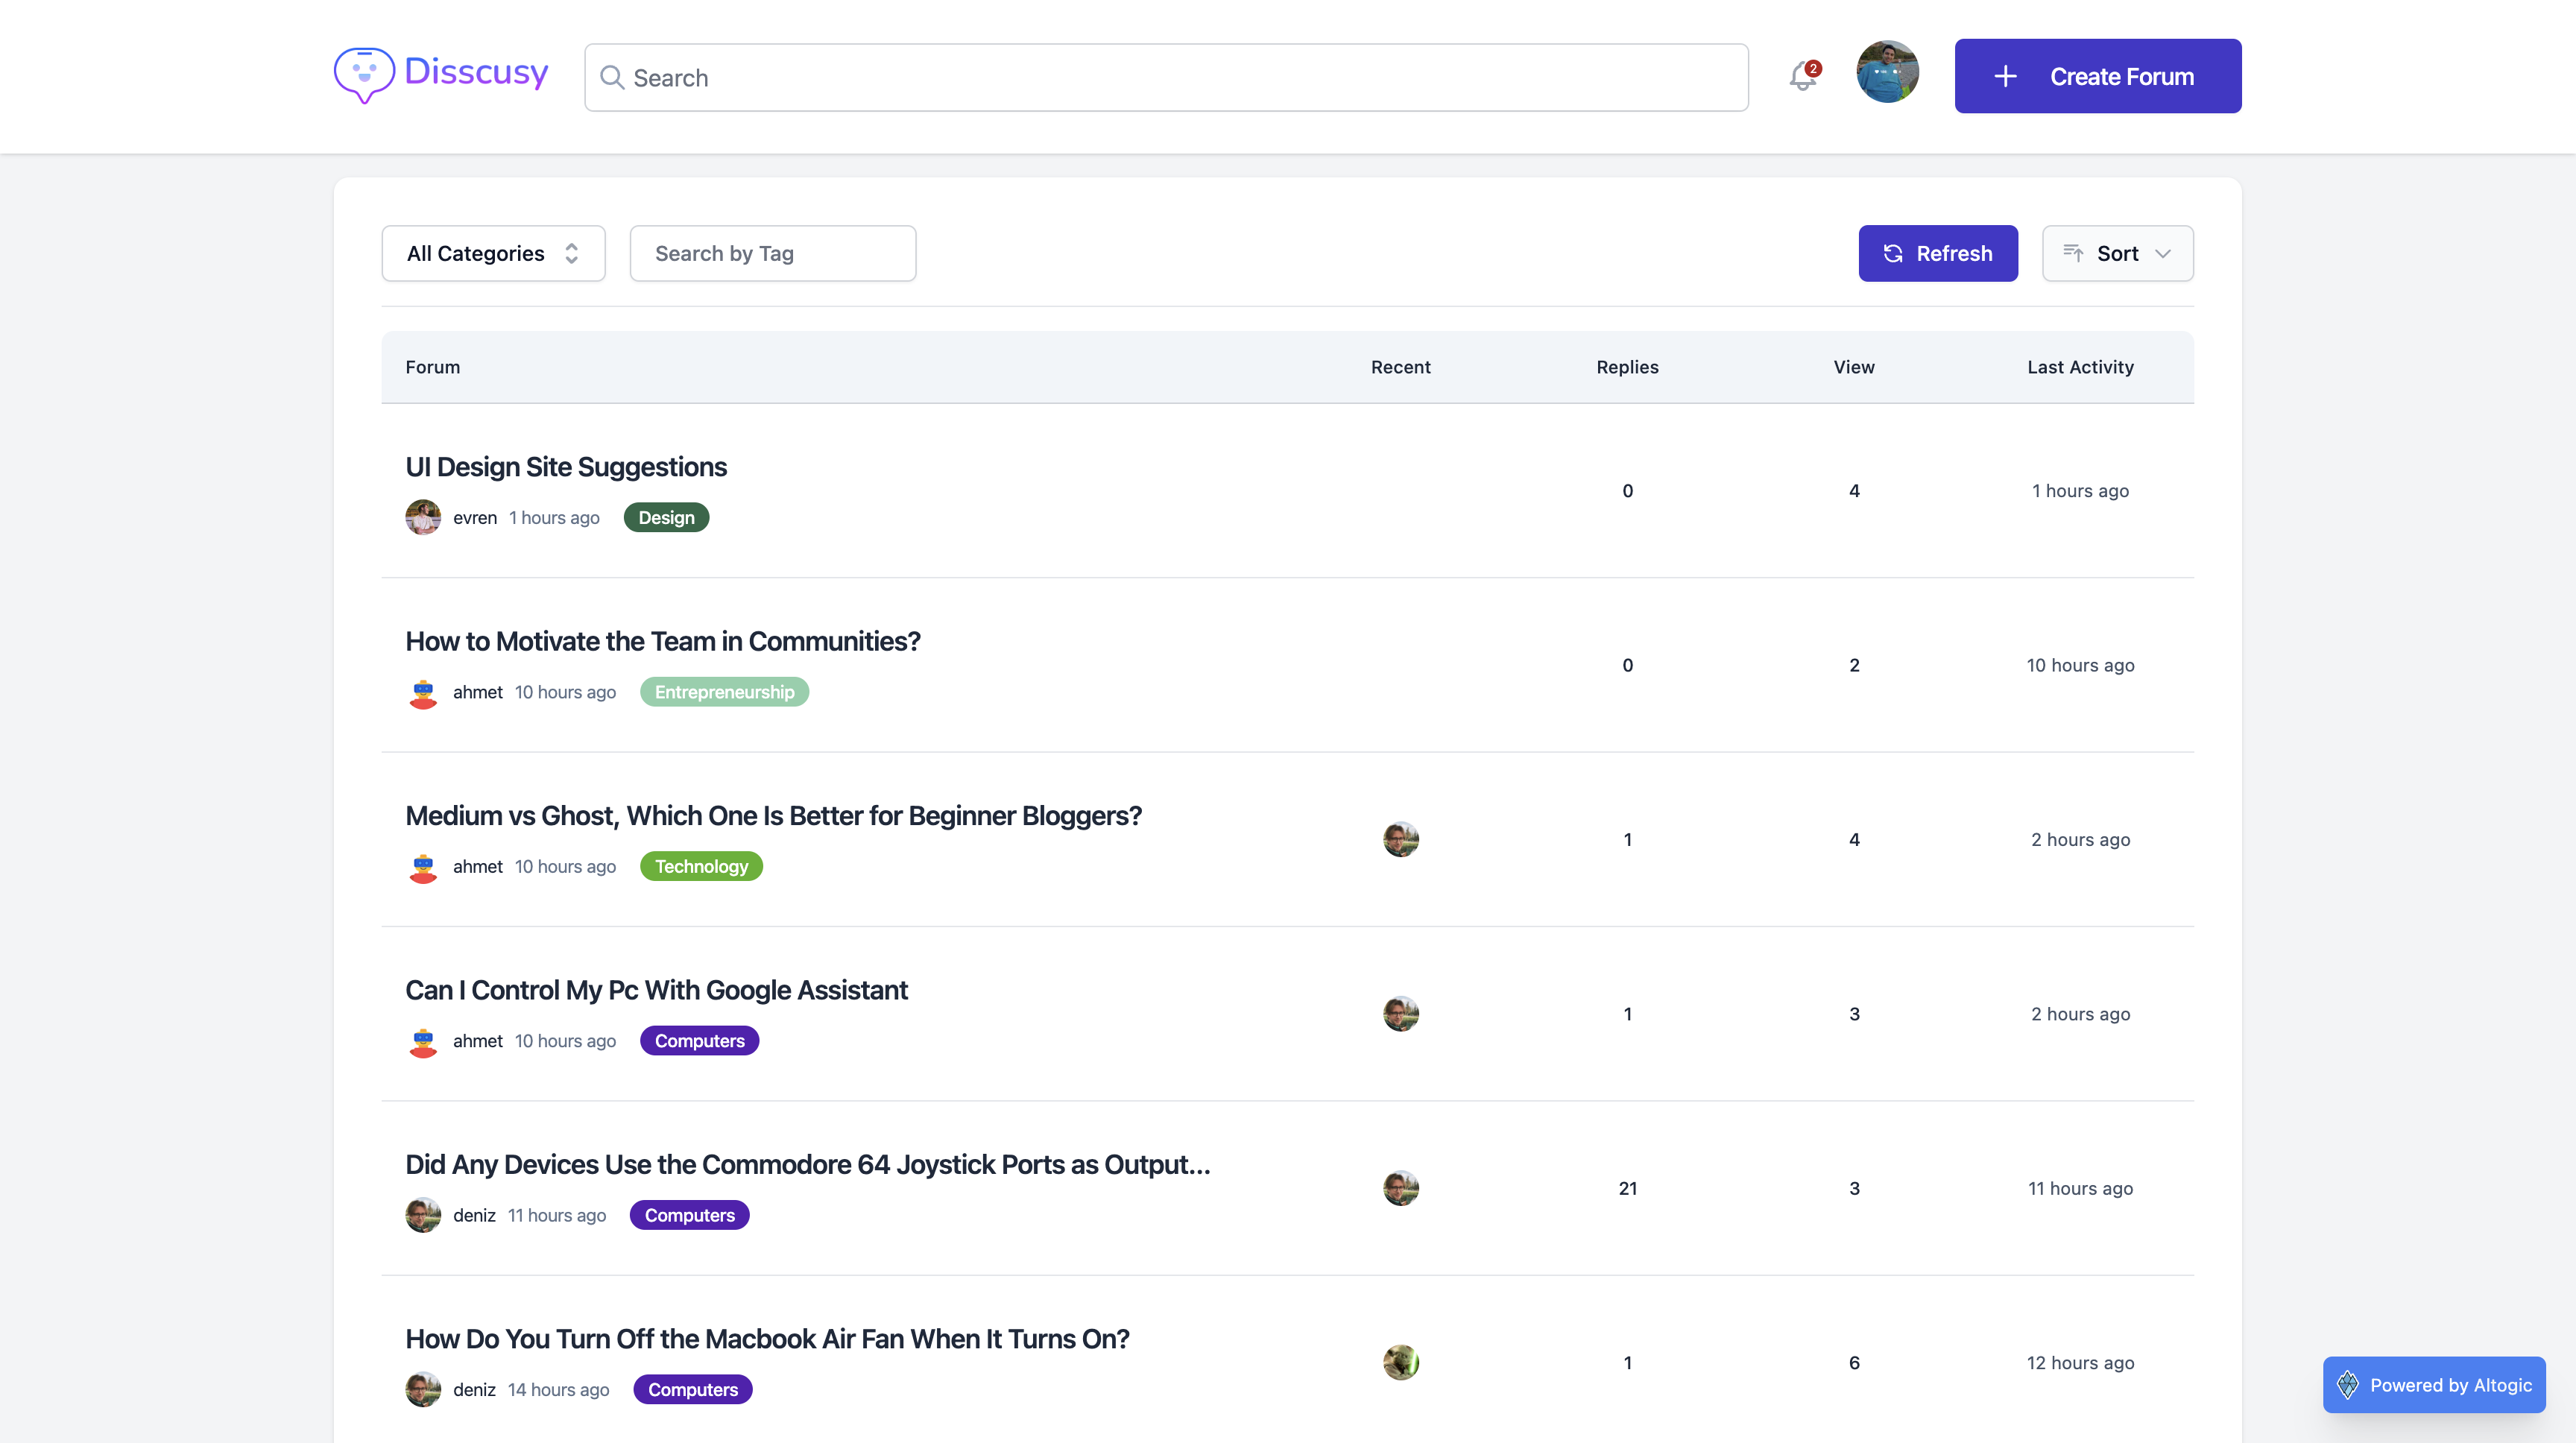 Disscusy
Search
2
Create Forum
All Categories
Search by Tag
Refresh
Sort
Forum Recent Replies View Last Activity
UI Design Site Suggestions
evren 1 hours ago Design
0 4 1 hours ago
How to Motivate the Team in Communities?
ahmet 10 hours ago Entrepreneurship
0 2 10 hours ago
Medium vs Ghost, Which One Is Better for Beginner Bloggers?
ahmet 10 hours ago Technology
1 4 2 hours ago
Can I Control My Pc With Google Assistant
ahmet 10 hours ago Computers
1 3 2 hours ago
Did Any Devices Use the Commodore 64 Joystick Ports as Output...
deniz 11 hours ago Computers
21 3 11 hours ago
How Do You Turn Off the Macbook Air Fan When It Turns On?
deniz 14 hours ago Computers
1 6 12 hours ago
Powered by Altogic